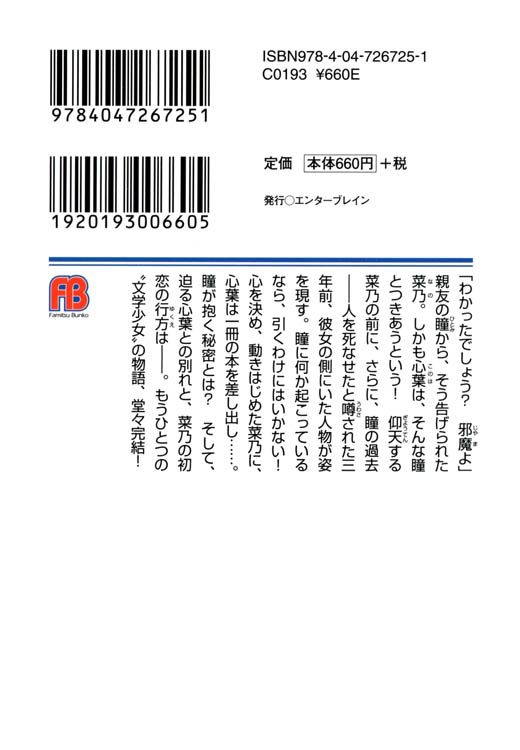 ISBN978-4-04-726725-1
C0193 ¥660E
9784047267251
定価 本体660円+税
1920193006605
発行○エンターブレイン
FB
Famitsu Bunko
「わかったでしょう? 邪魔よ」
親友の瞳から、そう告げられた
菜乃。しかも心葉は、そんな瞳
とつきあうという! 仰天する
菜乃の前に、さらに、瞳の過去
――人を死なせたと噂された三
年前、彼女の側にいた人物が姿
を現す。瞳に何か起こっている
なら、引くわけにはいかない!
心を決め、動きはじめた菜乃に、
心葉は一冊の本を差し出し……。
瞳が抱く秘密とは? そして、
迫る心葉との別れと、菜乃の初
恋の行方は――。もうひとつの
〝文学少女〟の物語、堂々完結!